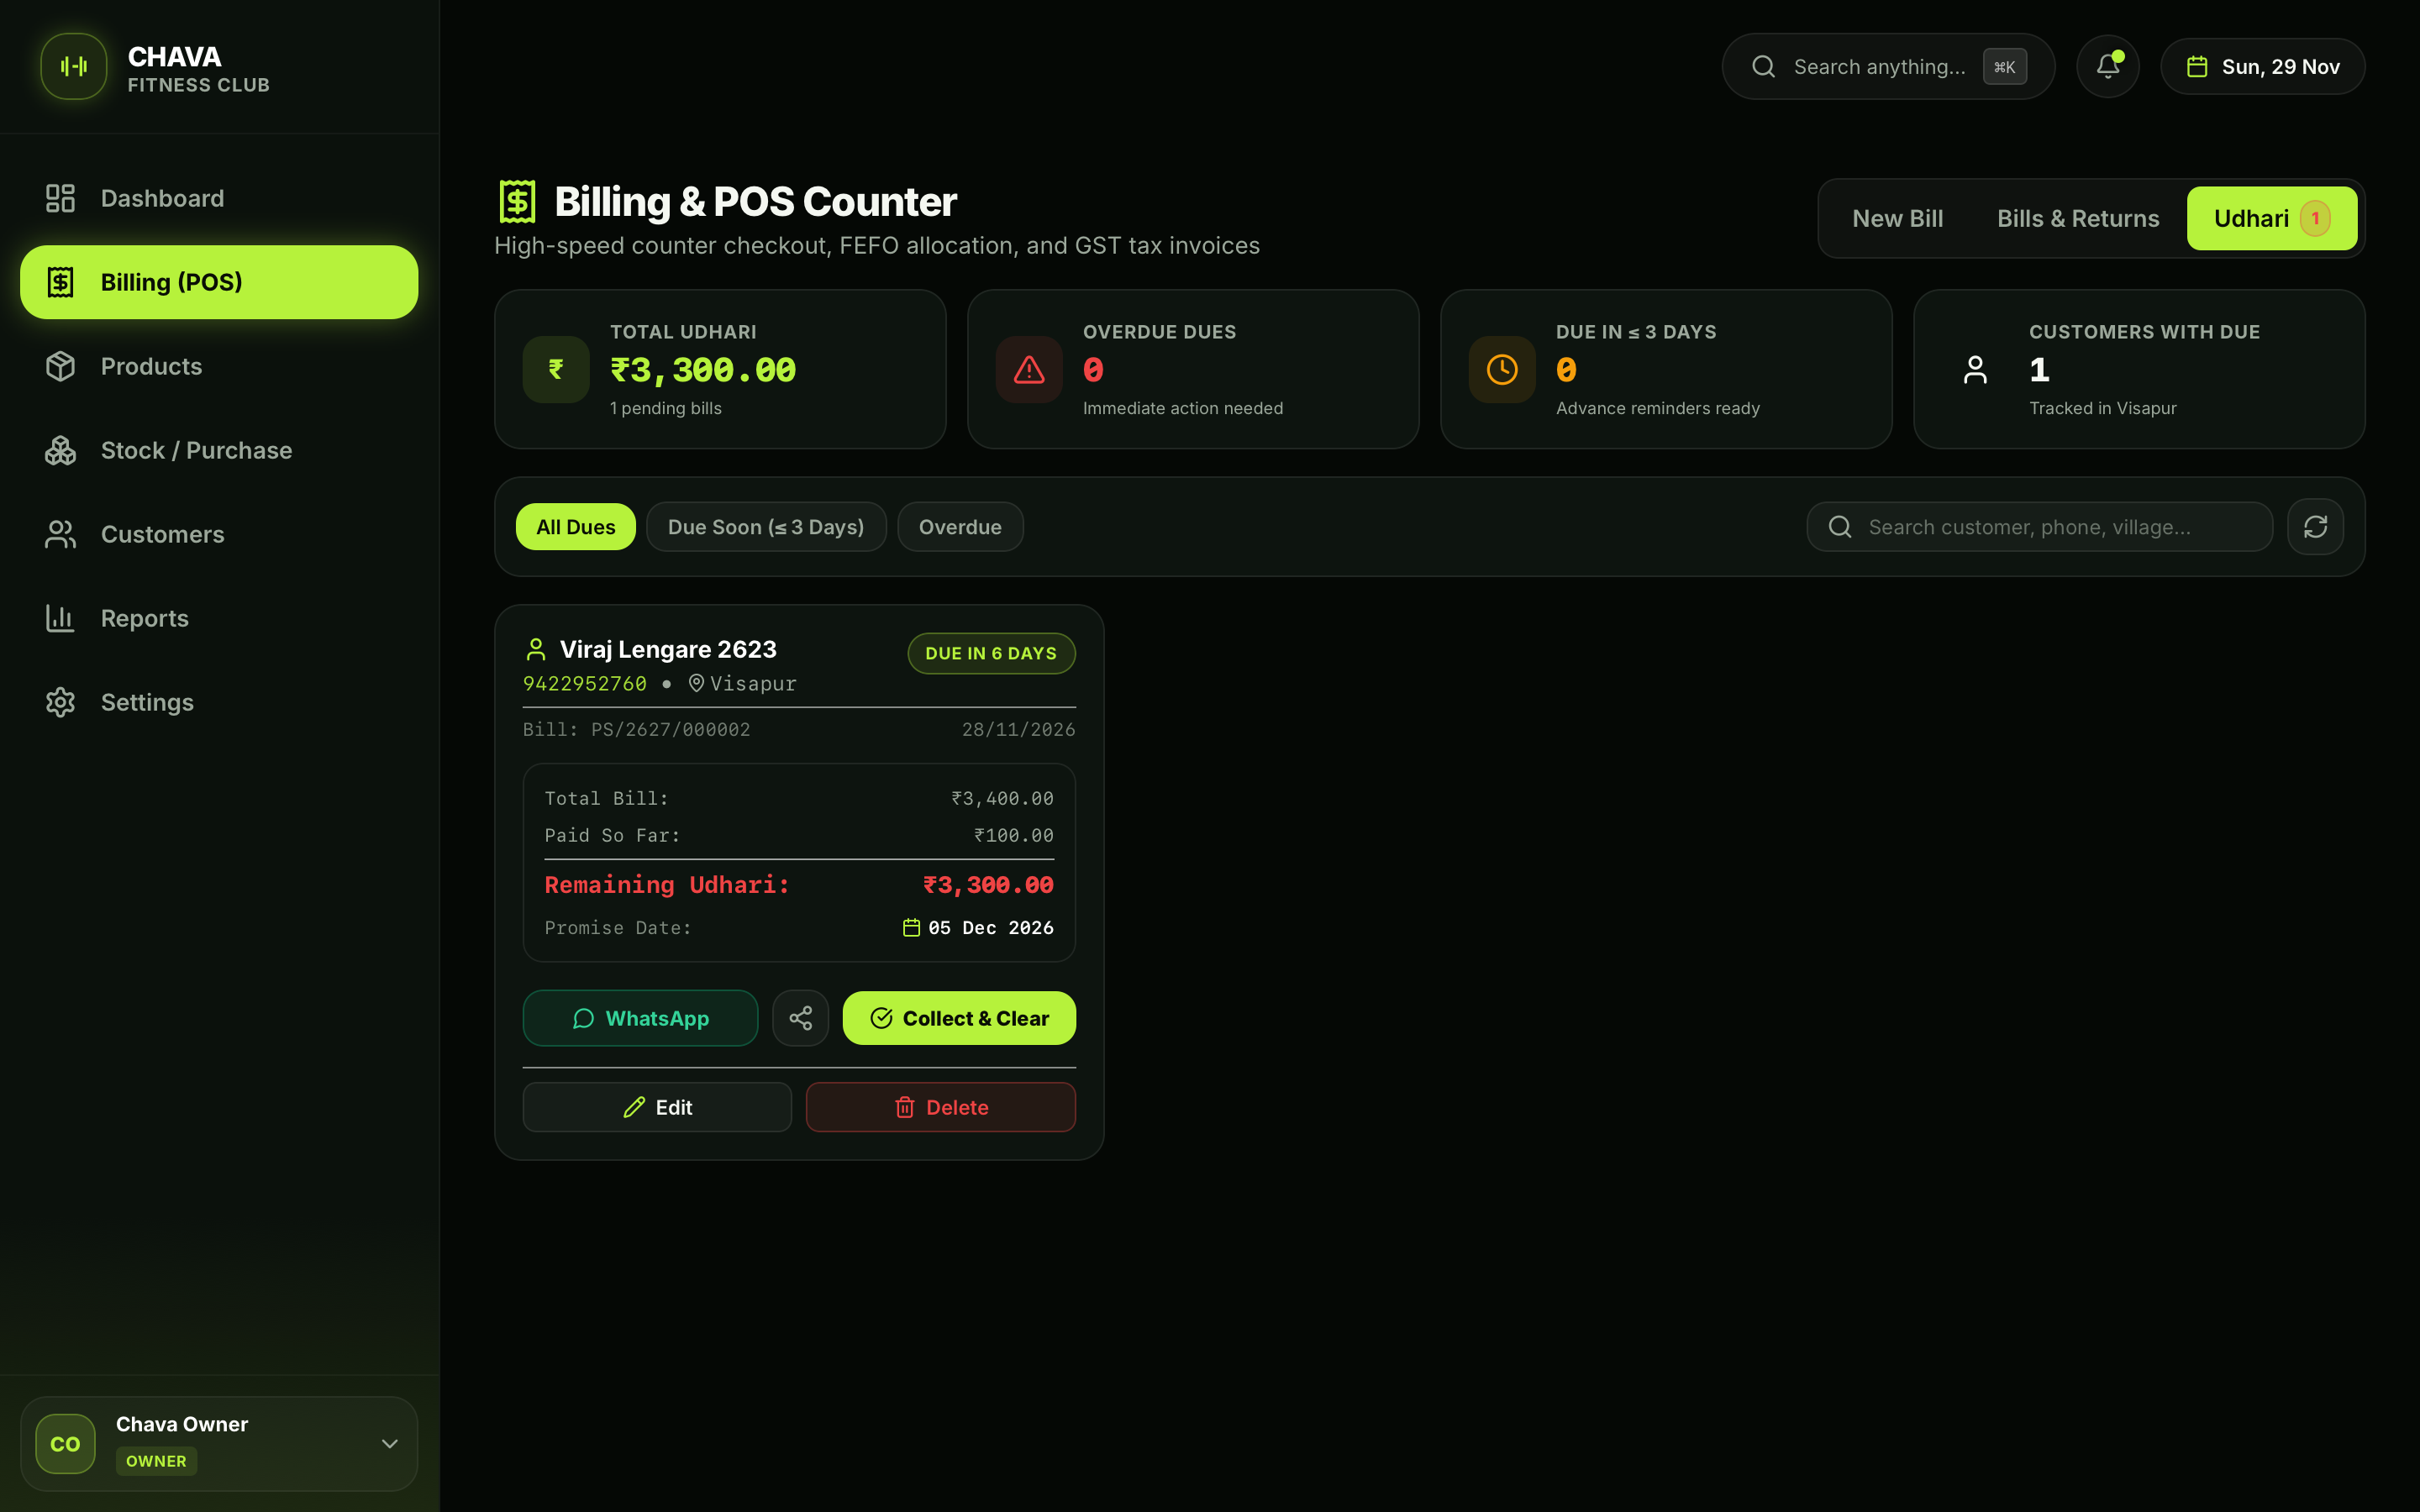 CHAVA
FITNESS CLUB
Search anything... ⌘K
Sun, 29 Nov
Dashboard
Billing (POS)
Products
Stock / Purchase
Customers
Reports
Settings
Billing & POS Counter
High-speed counter checkout, FEFO allocation, and GST tax invoices
New Bill
Bills & Returns
Udhari 1
TOTAL UDHARI
₹
₹3,300.00
1 pending bills
OVERDUE DUES
0
Immediate action needed
DUE IN ≤ 3 DAYS
0
Advance reminders ready
CUSTOMERS WITH DUE
1
Tracked in Visapur
All Dues
Due Soon (≤ 3 Days)
Overdue
Search customer, phone, village...
Viraj Lengare 2623
DUE IN 6 DAYS
9422952760 • Visapur
Bill: PS/2627/000002 28/11/2026
Total Bill: ₹3,400.00
Paid So Far: ₹100.00
Remaining Udhari: ₹3,300.00
Promise Date: 05 Dec 2026
WhatsApp
Collect & Clear
Edit
Delete
CO
Chava Owner
OWNER